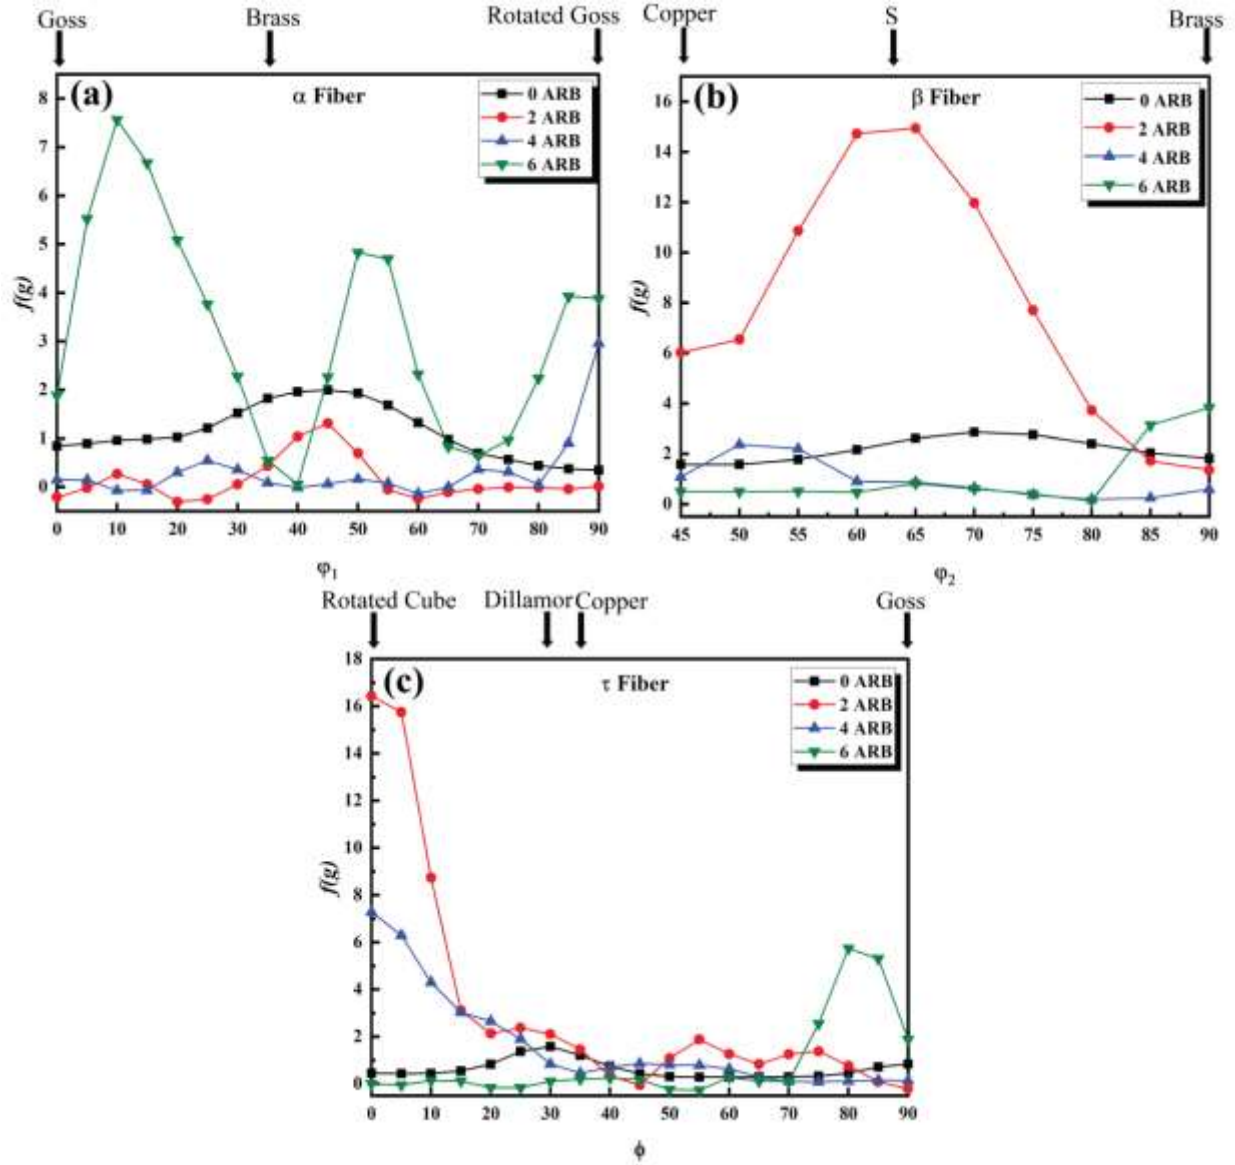 Goss Brass Rotated Goss
(a) α Fiber
0 ARB
2 ARB
4 ARB
6 ARB
8
7
6
5
4
3
2
1
0
f(g)
0 10 20 30 40 50 60 70 80 90
φ1
Copper S Brass
(b) β Fiber
0 ARB
2 ARB
4 ARB
6 ARB
16
14
12
10
8
6
4
2
0
f(g)
45 50 55 60 65 70 75 80 85 90
φ2
Rotated Cube Dillamor Copper Goss
(c) τ Fiber
0 ARB
2 ARB
4 ARB
6 ARB
18
16
14
12
10
8
6
4
2
0
f(g)
0 10 20 30 40 50 60 70 80 90
ϕ